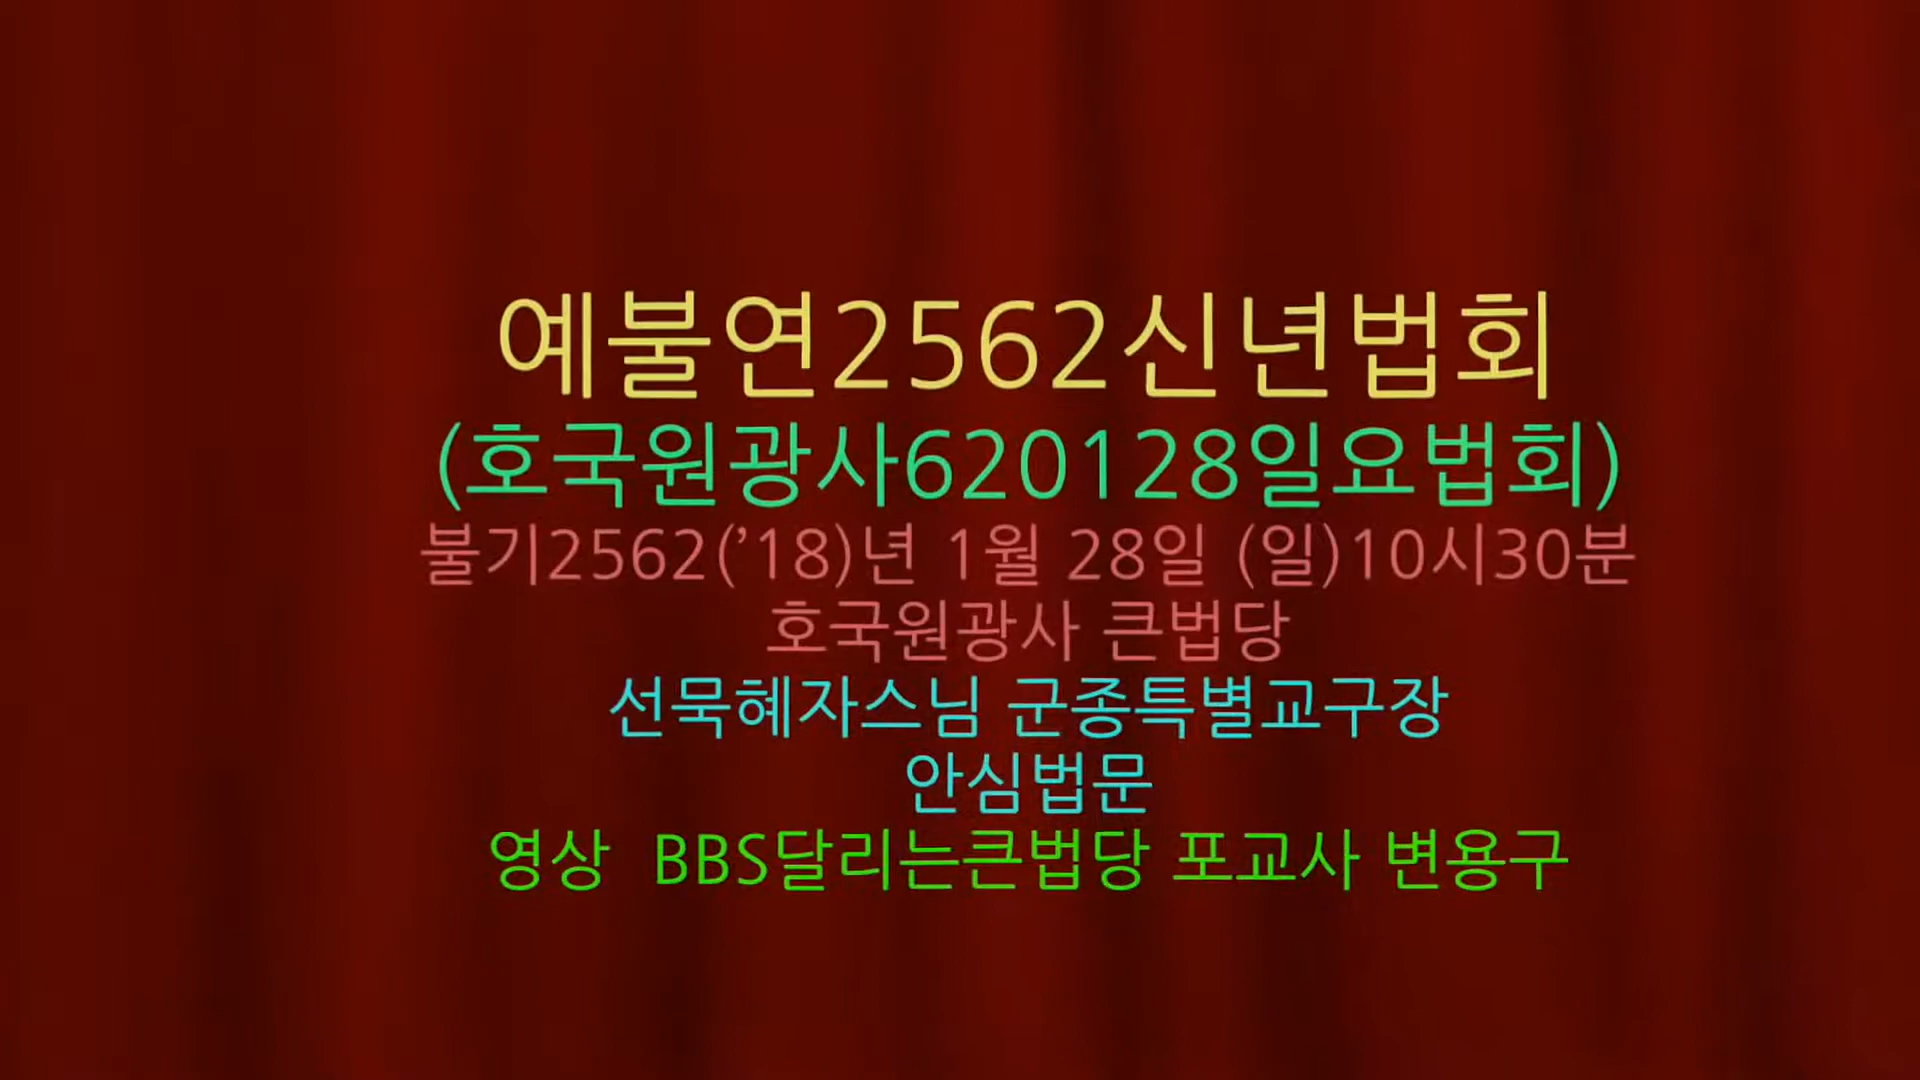 예불연2562신년법회
(호국원광사620128일요법회)
불기2562('18)년 1월 28일 (일)10시30분
호국원광사 큰법당
선묵혜자스님 군종특별교구장
안심법문
영상  BBS달리는큰법당 포교사 변용구